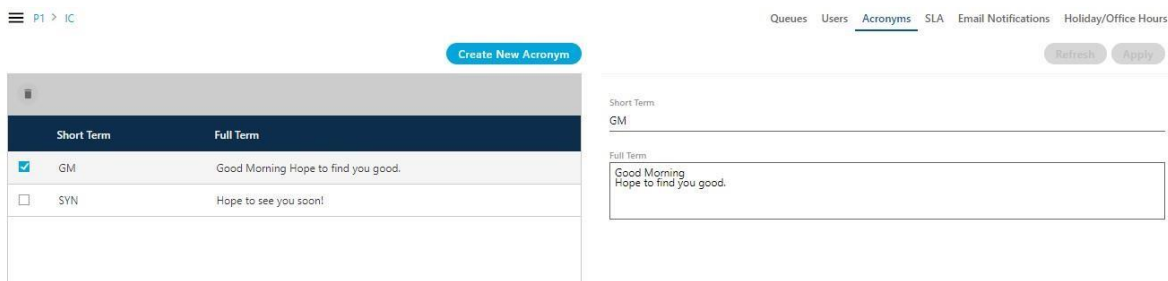 P1 > IC
Queues Users Acronyms SLA Email Notifications Holiday/Office Hours
Create New Acronym
Refresh Apply
Short Term Full Term
GM Good Morning Hope to find you good.
SYN Hope to see you soon!
Short Term
GM
Full Term
Good Morning
Hope to find you good.